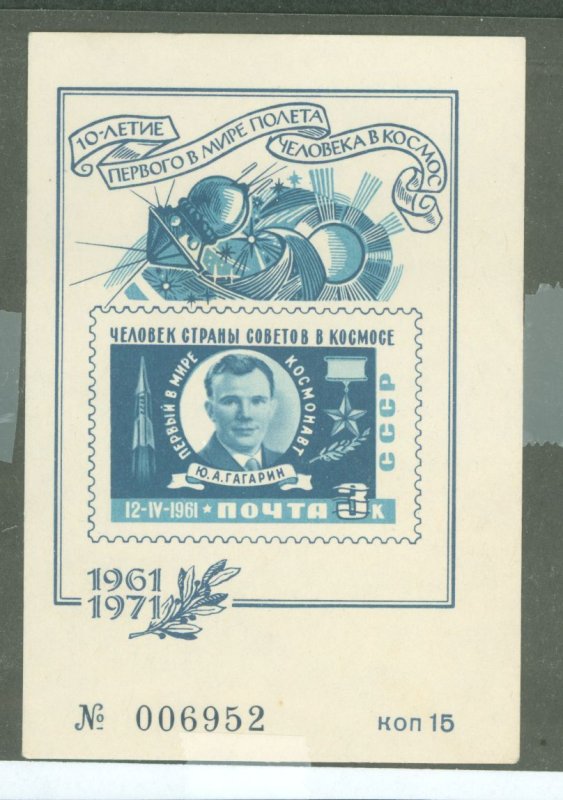 10-ЛЕТИЕ
ПЕРВОГО В МИРЕ ПОЛЕТА
ЧЕЛОВЕКА В КОСМОС
ЧЕЛОВЕК СТРАНЫ СОВЕТОВ В КОСМОСЕ
ПЕРВЫЙ В МИРЕ КОСМОНАВТ
Ю.А.ГАГАРИН
СССР
12-IV-1961 ★ ПОЧТА 3 К
1961
1971
№ 006952 КОП 15